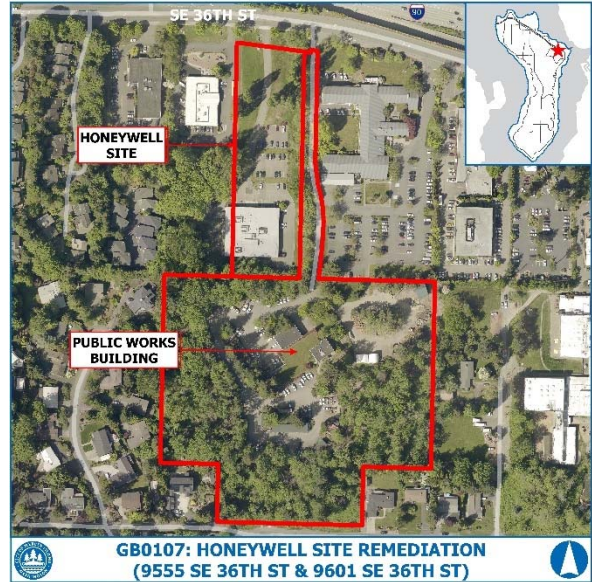 SE 36TH ST
90
HONEYWELL
SITE
PUBLIC WORKS
BUILDING
GB0107: HONEYWELL SITE REMEDIATION
(9555 SE 36TH ST & 9601 SE 36TH ST)